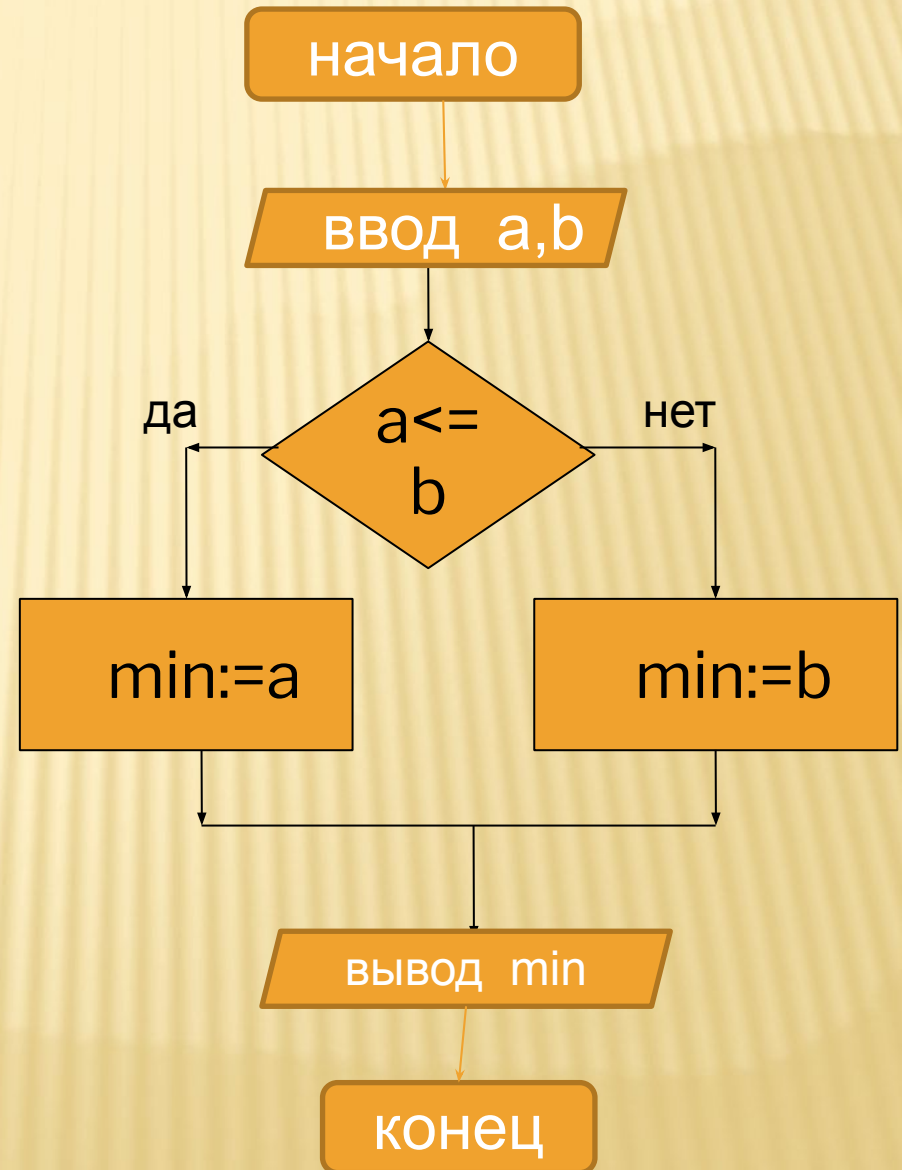 начало
ввод a,b
да
a<=
b
нет
min:=a
min:=b
вывод min
конец